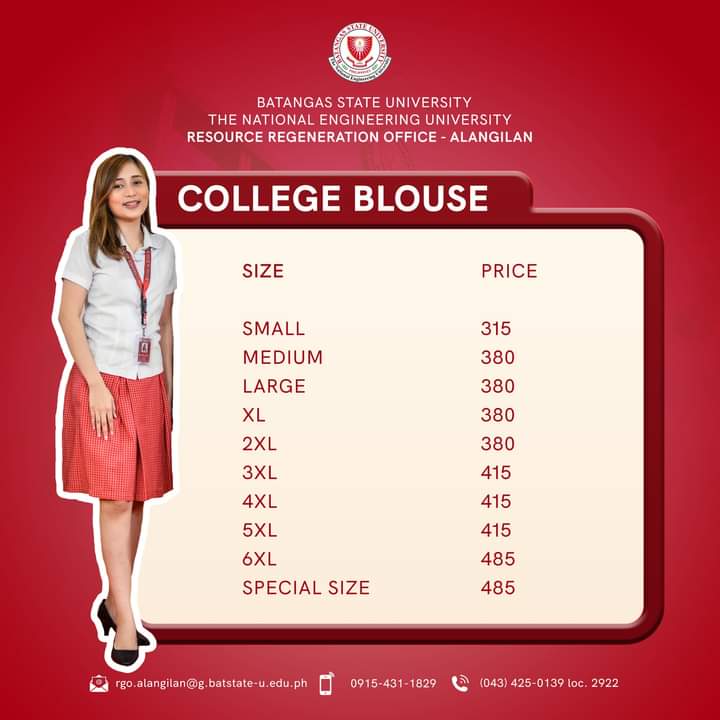 BATANGAS STATE UNIVERSITY
THE NATIONAL ENGINEERING UNIVERSITY
RESOURCE REGENERATION OFFICE - ALANGILAN
COLLEGE BLOUSE
SIZE PRICE
SMALL 315
MEDIUM 380
LARGE 380
XL 380
2XL 380
3XL 415
4XL 415
5XL 415
6XL 485
SPECIAL SIZE 485
rgo.alangilan@g.batstate-u.edu.ph 0915-431-1829 (043) 425-0139 loc. 2922